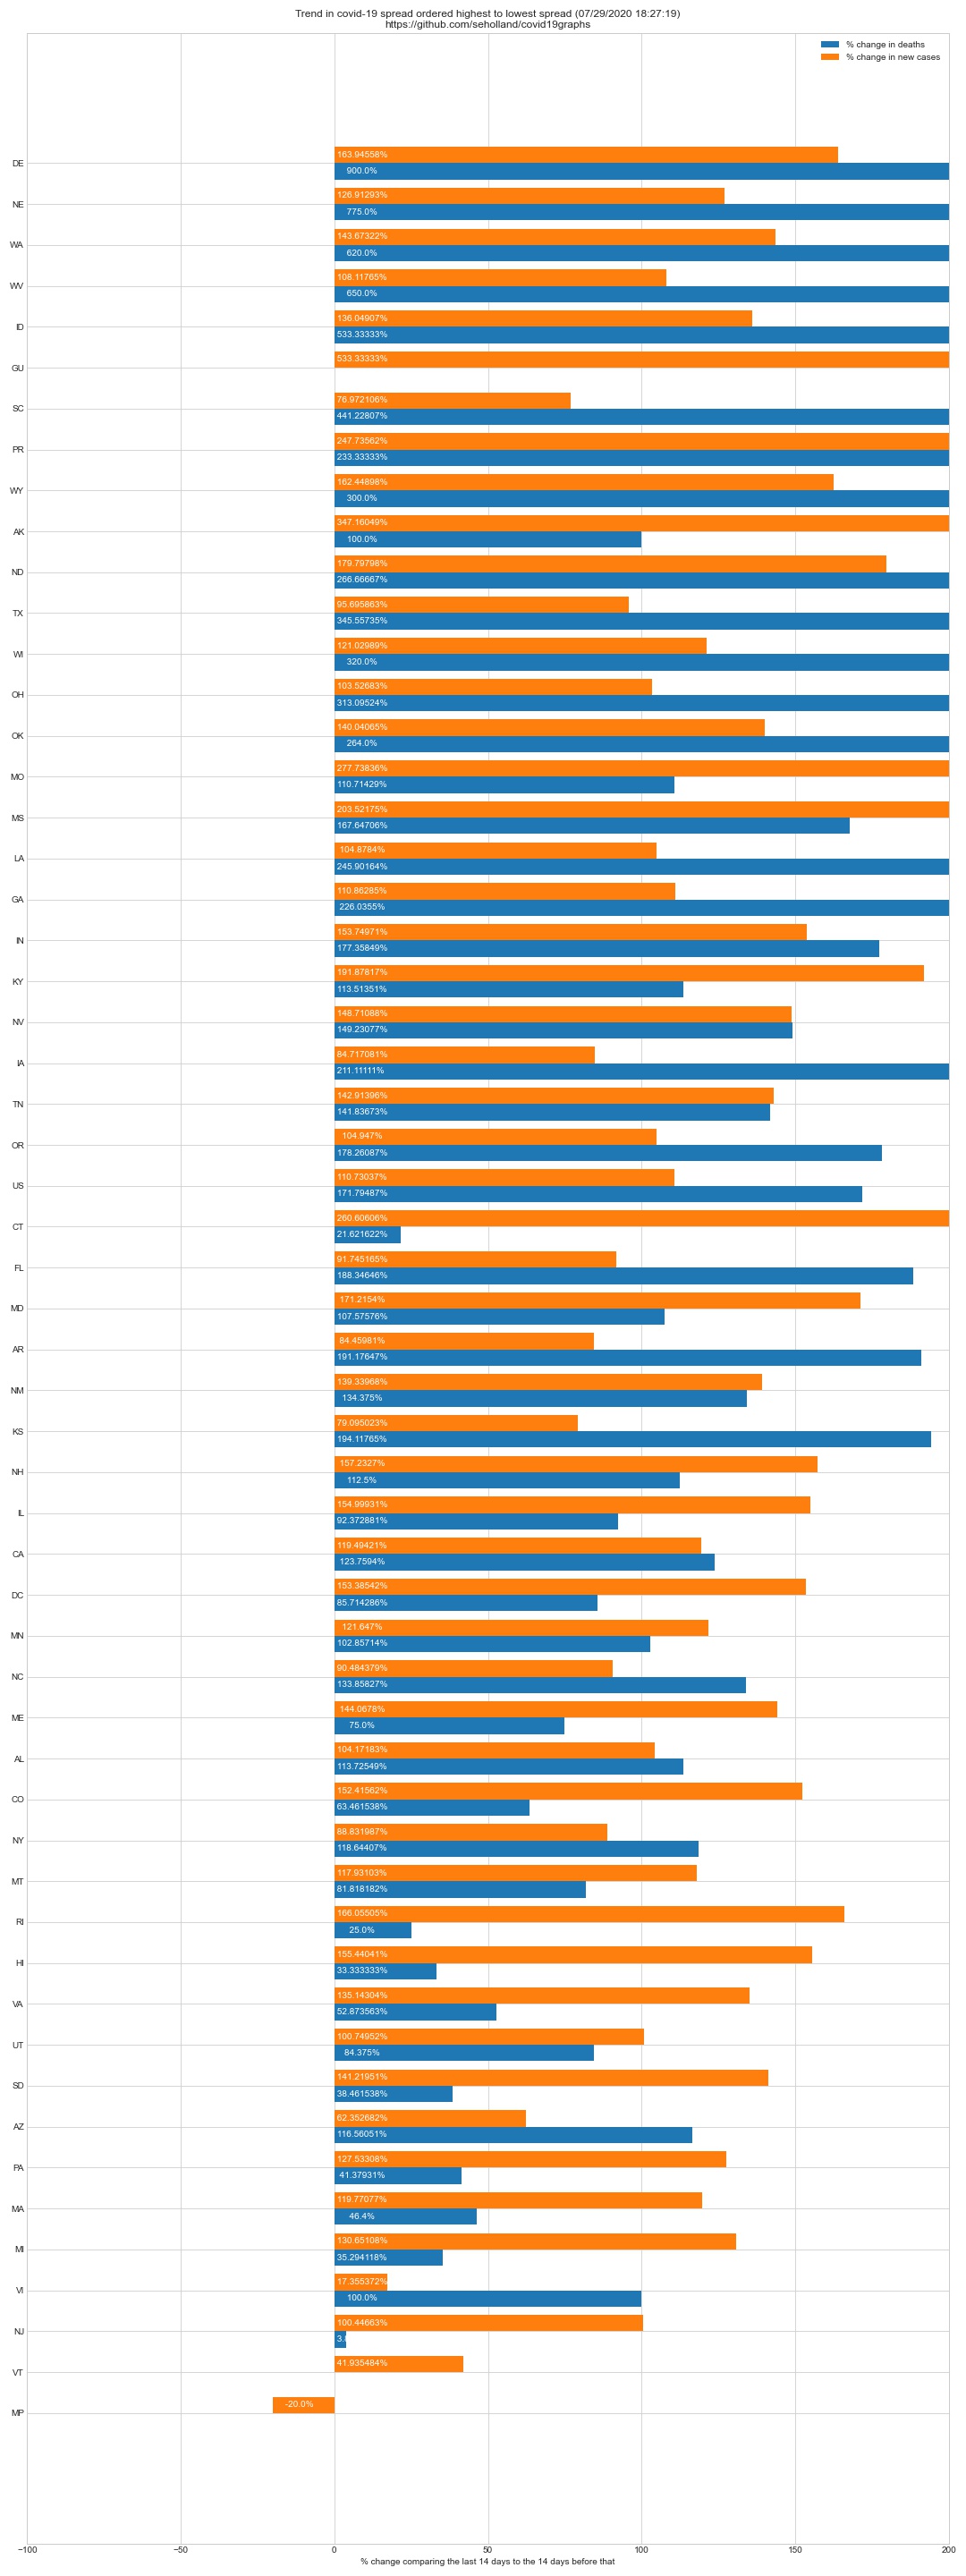 Trend in covid-19 spread ordered highest to lowest spread (07/29/2020 18:27:19)
https://github.com/seholland/covid19graphs
% change in deaths
% change in new cases
163.94558%
DE
900.0%
126.91293%
NE
775.0%
143.67322%
WA
620.0%
108.11765%
WV
650.0%
136.04907%
ID
533.33333%
533.33333%
GU
76.972106%
SC
441.22807%
247.73562%
PR
233.33333%
162.44898%
WY
300.0%
347.16049%
AK
100.0%
179.79798%
ND
266.66667%
95.695863%
TX
345.55735%
121.02989%
WI
320.0%
103.52683%
OH
313.09524%
140.04065%
OK
264.0%
277.73836%
MO
110.71429%
203.52175%
MS
167.64706%
104.8784%
LA
245.90164%
110.86285%
GA
226.0355%
153.74971%
IN
177.35849%
191.87817%
KY
113.51351%
148.71088%
NV
149.23077%
84.717081%
IA
211.11111%
142.91396%
TN
141.83673%
104.947%
OR
178.26087%
110.73037%
US
171.79487%
260.60606%
CT
21.621622%
91.745165%
FL
188.34646%
171.2154%
MD
107.57576%
84.45981%
AR
191.17647%
139.33968%
NM
134.375%
79.095023%
KS
194.11765%
157.2327%
NH
112.5%
154.99931%
IL
92.372881%
119.49421%
CA
123.7594%
153.38542%
DC
85.714286%
121.647%
MN
102.85714%
90.484379%
NC
133.85827%
144.0678%
ME
75.0%
104.17183%
AL
113.72549%
152.41562%
CO
63.461538%
88.831987%
NY
118.64407%
117.93103%
MT
81.818182%
166.05505%
RI
25.0%
155.44041%
HI
33.333333%
135.14304%
VA
52.873563%
100.74952%
UT
84.375%
141.21951%
SD
38.461538%
62.352682%
AZ
116.56051%
127.53308%
PA
41.37931%
119.77077%
MA
46.4%
130.65108%
MI
35.294118%
17.355372%
VI
100.0%
100.44663%
NJ
41.935484%
VT
-20.0%
MP
−100 −50 0 50 100 150 200
% change comparing the last 14 days to the 14 days before that